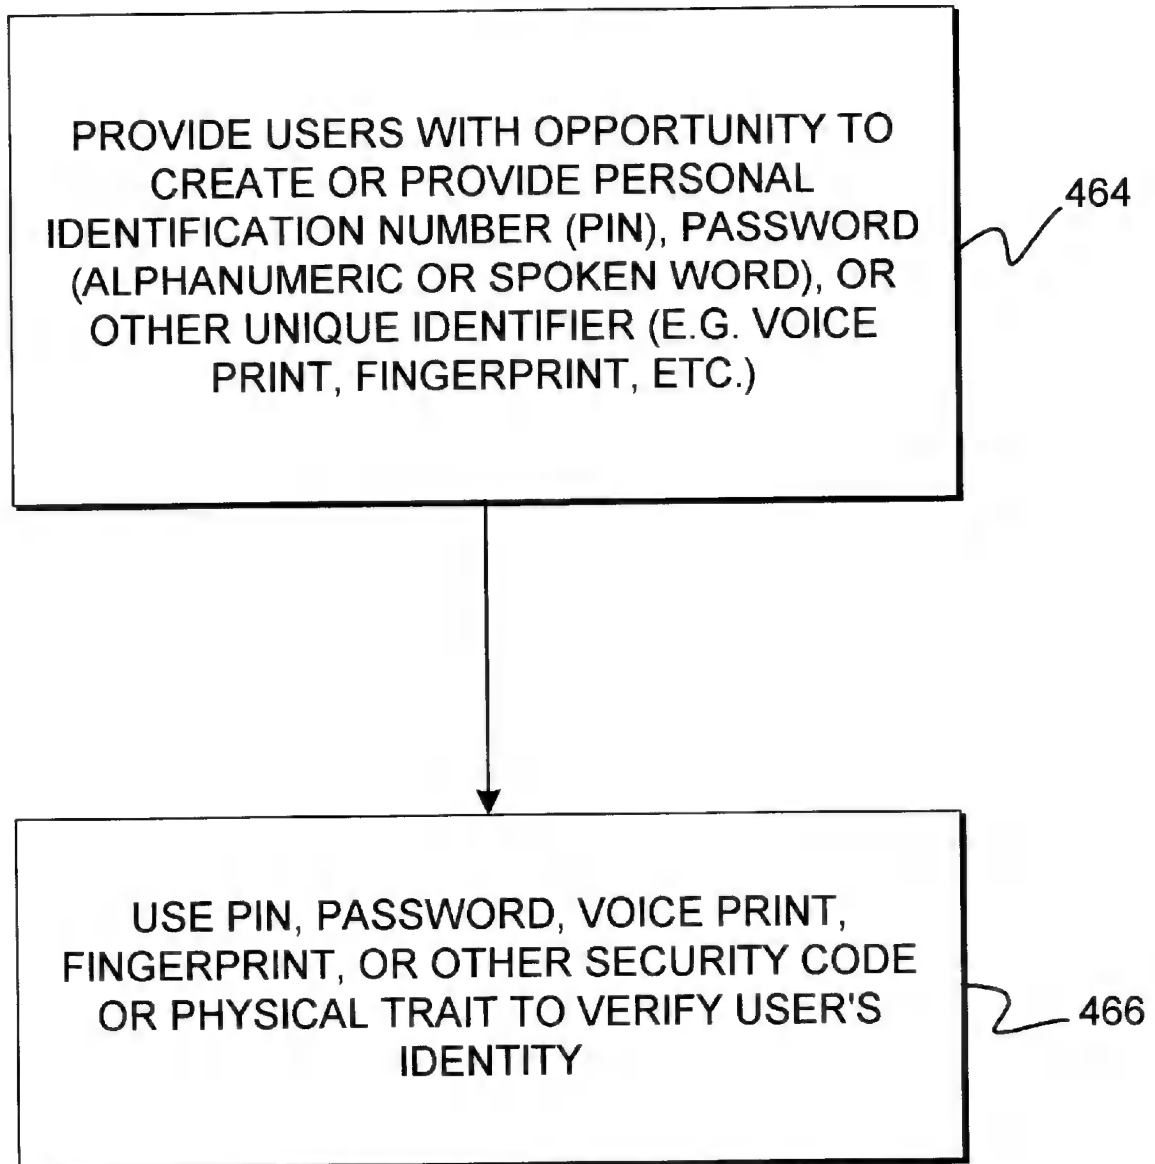 PROVIDE USERS WITH OPPORTUNITY TO
CREATE OR PROVIDE PERSONAL
IDENTIFICATION NUMBER (PIN), PASSWORD
(ALPHANUMERIC OR SPOKEN WORD), OR
OTHER UNIQUE IDENTIFIER (E.G. VOICE
PRINT, FINGERPRINT, ETC.)
464
USE PIN, PASSWORD, VOICE PRINT,
FINGERPRINT, OR OTHER SECURITY CODE
OR PHYSICAL TRAIT TO VERIFY USER'S
IDENTITY
466